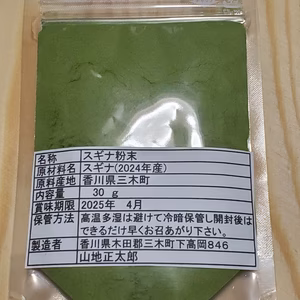 名称 スギナ粉末
原材料名 スギナ(2024年産)
原料産地 香川県三木町
内容量 30 g
賞味期限 2025年 4月
保管方法 高温多湿は避けて冷暗保管し開封後は
できるだけ早くお召あがり下さい。
製造者 香川県木田郡三木町下高岡846
山地正太郎